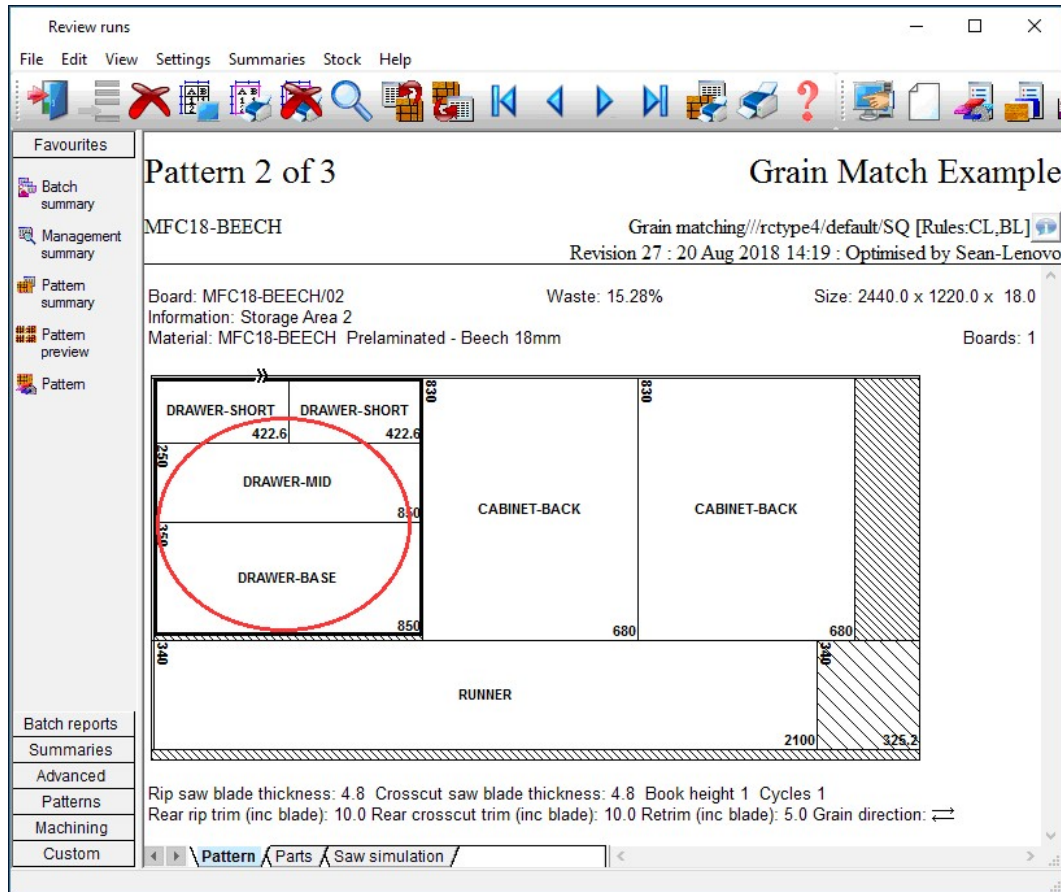 Review runs
File Edit View Settings Summaries Stock Help
Favourites
Batch
summary
Management
summary
Pattern
summary
Pattern
preview
Pattern
Batch reports
Summaries
Advanced
Patterns
Machining
Custom
Pattern 2 of 3 Grain Match Example
MFC18-BEECH Grain matching///rctype4/default/SQ [Rules:CL,BL]
Revision 27 : 20 Aug 2018 14:19 : Optimised by Sean-Lenovo
Board: MFC18-BEECH/02 Waste: 15.28% Size: 2440.0 x 1220.0 x 18.0
Information: Storage Area 2
Material: MFC18-BEECH Prelaminated - Beech 18mm Boards: 1
830 830
DRAWER-SHORT DRAWER-SHORT
422.6 422.6
250
DRAWER-MID
850
CABINET-BACK CABINET-BACK
350
DRAWER-BASE
850 680 680
340 340
RUNNER
2100 325.2
Rip saw blade thickness: 4.8 Crosscut saw blade thickness: 4.8 Book height 1 Cycles 1
Rear rip trim (inc blade): 10.0 Rear crosscut trim (inc blade): 10.0 Retrim (inc blade): 5.0 Grain direction:
Pattern Parts Saw simulation